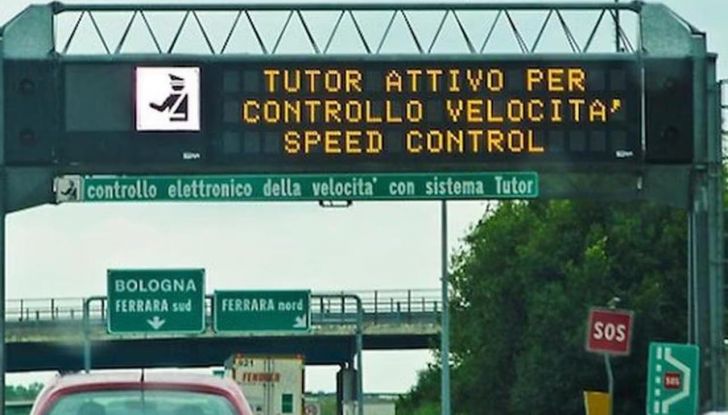 TUTOR ATTIVO PER
CONTROLLO VELOCITA'
SPEED CONTROL
controllo elettronico della velocita' con sistema Tutor
BOLOGNA
FERRARA sud
FERRARA nord
SOS
SOS